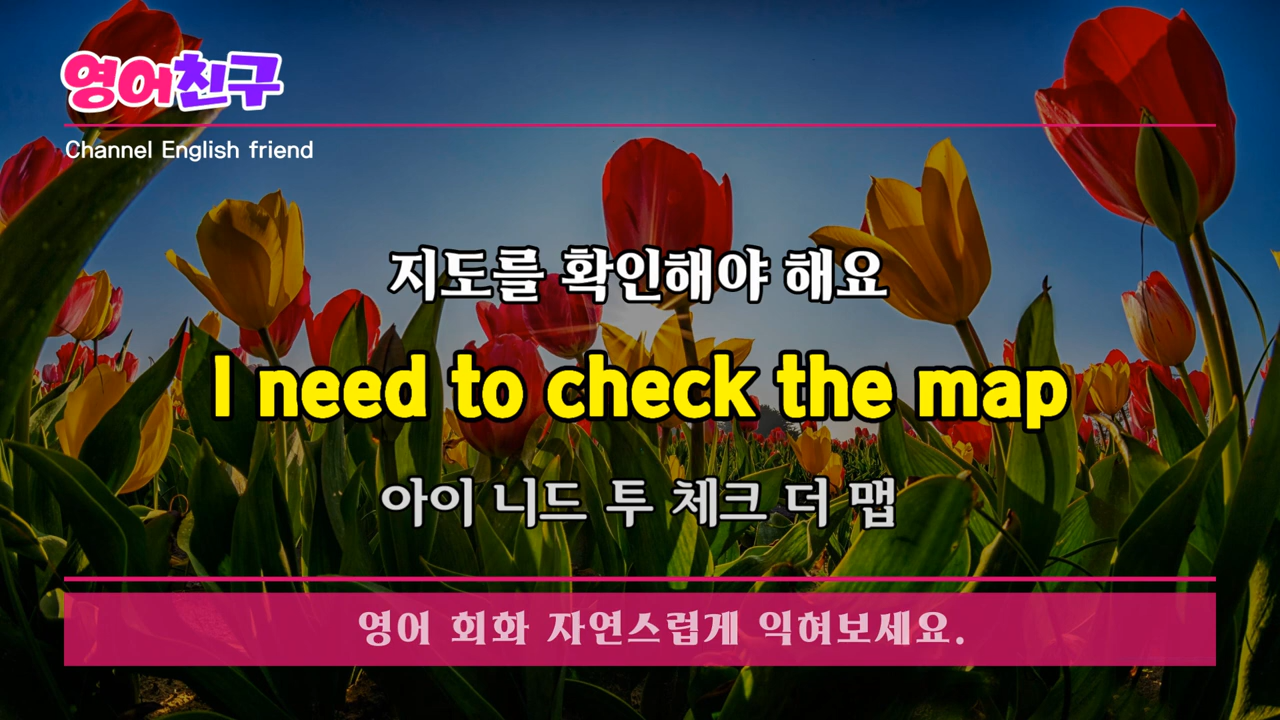 영어친구
Channel English friend
지도를 확인해야 해요
I need to check the map
아이 니드 투 체크 더 맵
영어 회화 자연스럽게 익혀보세요.